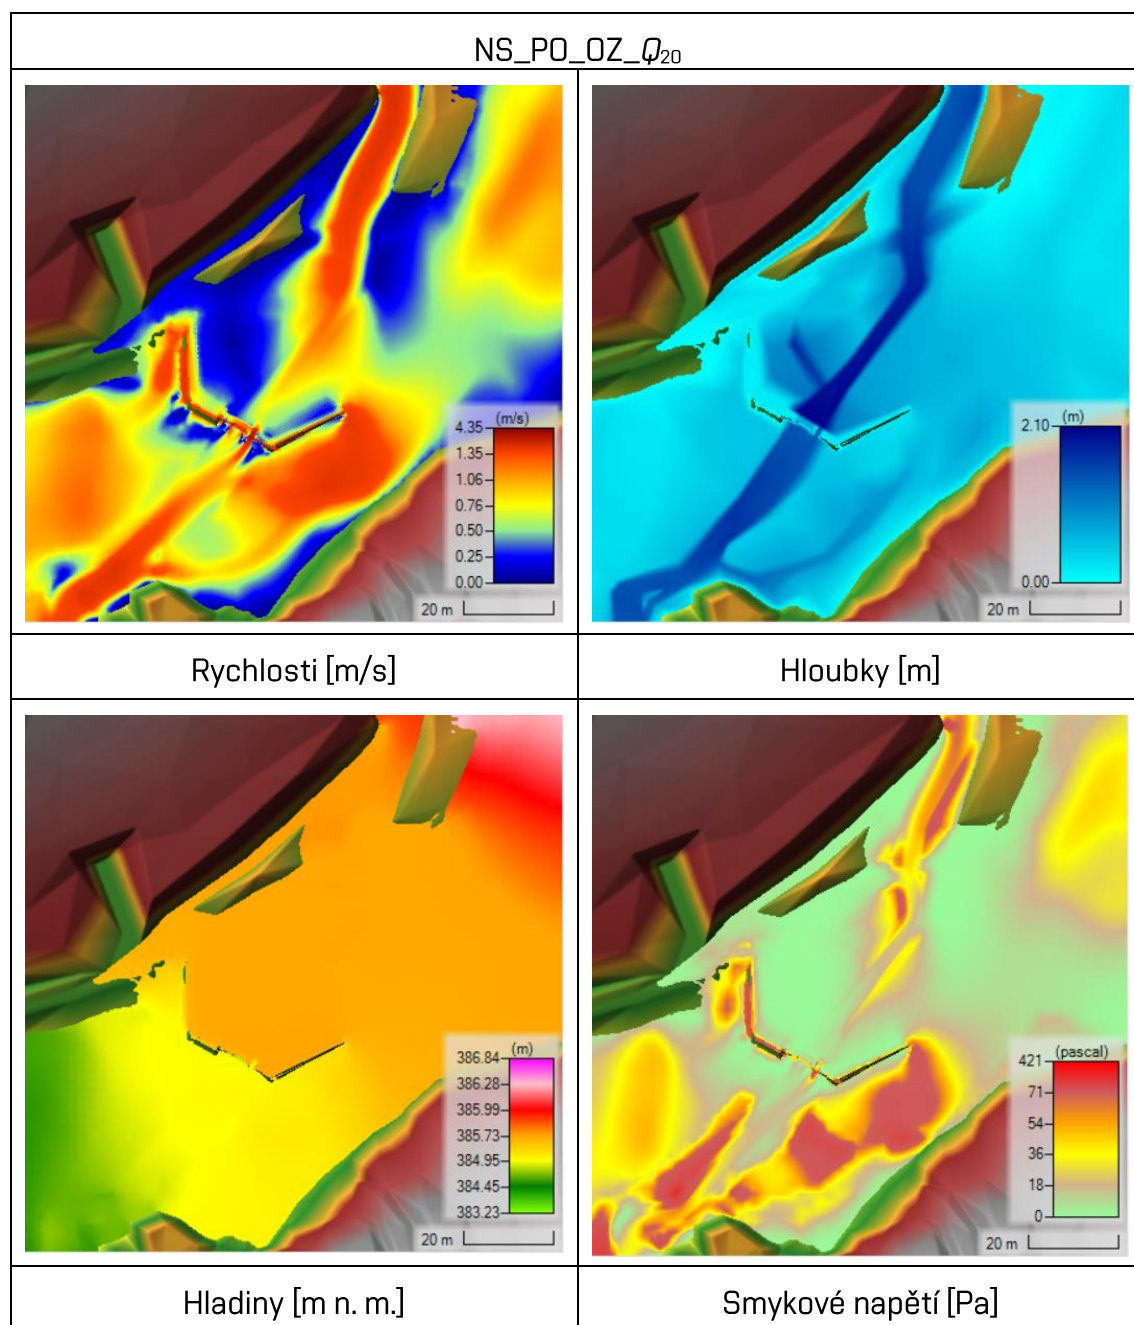 NS_PO_OZ_Q20
(m/s)
4.35
1.35
1.06
0.76
0.50
0.25
0.00
20 m
(m)
2.10
0.00
20 m
Rychlosti [m/s]
Hloubky [m]
(m)
386.84
386.28
385.99
385.73
384.95
384.45
383.23
20 m
(pascal)
421
71
54
36
18
0
20 m
Hladiny [m n. m.]
Smykové napětí [Pa]